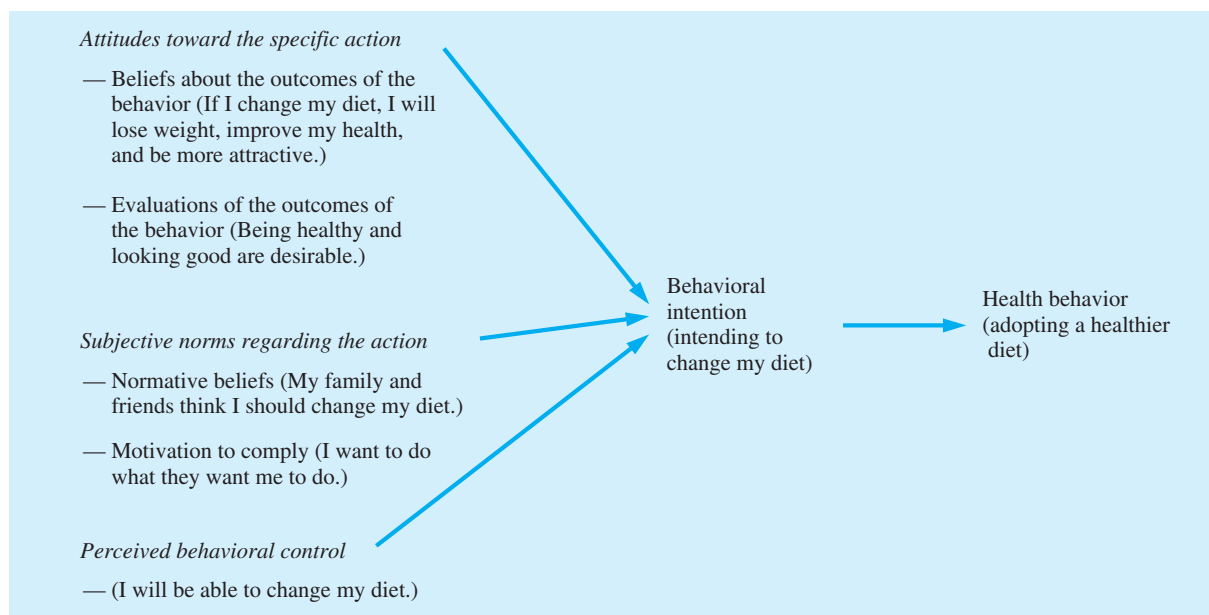 Attitudes toward the specific action
— Beliefs about the outcomes of the
behavior (If I change my diet, I will
lose weight, improve my health,
and be more attractive.)
— Evaluations of the outcomes of
the behavior (Being healthy and
looking good are desirable.)
Subjective norms regarding the action
— Normative beliefs (My family and
friends think I should change my diet.)
— Motivation to comply (I want to do
what they want me to do.)
Perceived behavioral control
— (I will be able to change my diet.)
Behavioral
intention
(intending to
change my diet)
Health behavior
(adopting a healthier
diet)